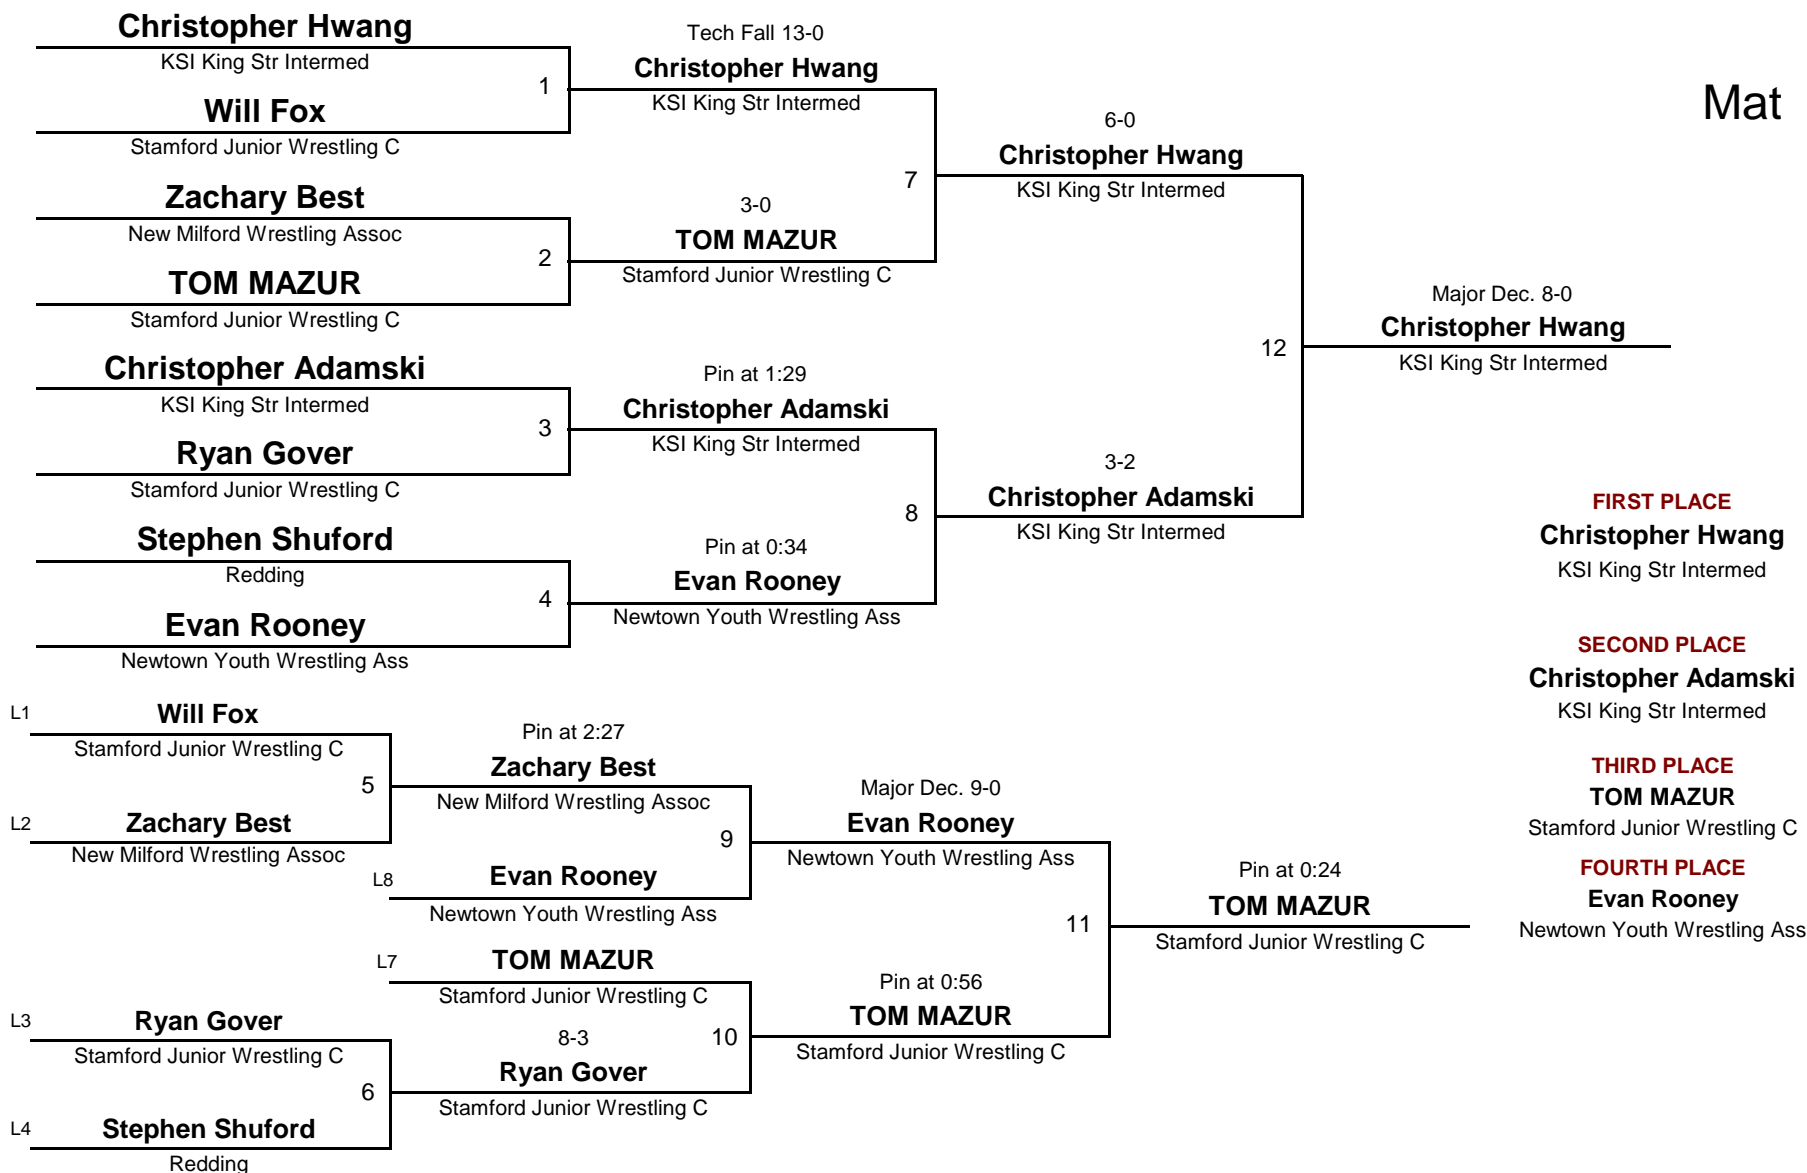 Christopher Hwang
KSI King Str Intermed
1
Will Fox
Stamford Junior Wrestling C
Zachary Best
New Milford Wrestling Assoc
2
TOM MAZUR
Stamford Junior Wrestling C
Christopher Adamski
KSI King Str Intermed
3
Ryan Gover
Stamford Junior Wrestling C
Stephen Shuford
Redding
4
Evan Rooney
Newtown Youth Wrestling Ass
Tech Fall 13-0
Christopher Hwang
KSI King Str Intermed
7
3-0
TOM MAZUR
Stamford Junior Wrestling C
Pin at 1:29
Christopher Adamski
KSI King Str Intermed
8
Pin at 0:34
Evan Rooney
Newtown Youth Wrestling Ass
6-0
Christopher Hwang
KSI King Str Intermed
12
3-2
Christopher Adamski
KSI King Str Intermed
Mat
Major Dec. 8-0
Christopher Hwang
KSI King Str Intermed
FIRST PLACE
Christopher Hwang
KSI King Str Intermed
SECOND PLACE
Christopher Adamski
KSI King Str Intermed
THIRD PLACE
TOM MAZUR
Stamford Junior Wrestling C
FOURTH PLACE
Evan Rooney
Newtown Youth Wrestling Ass
L1
Will Fox
Stamford Junior Wrestling C
5
L2
Zachary Best
New Milford Wrestling Assoc
Pin at 2:27
Zachary Best
New Milford Wrestling Assoc
9
L8
Evan Rooney
Newtown Youth Wrestling Ass
L7
TOM MAZUR
Stamford Junior Wrestling C
10
L3
Ryan Gover
Stamford Junior Wrestling C
6
L4
Stephen Shuford
Redding
8-3
Ryan Gover
Stamford Junior Wrestling C
Major Dec. 9-0
Evan Rooney
Newtown Youth Wrestling Ass
11
Pin at 0:56
TOM MAZUR
Stamford Junior Wrestling C
Pin at 0:24
TOM MAZUR
Stamford Junior Wrestling C